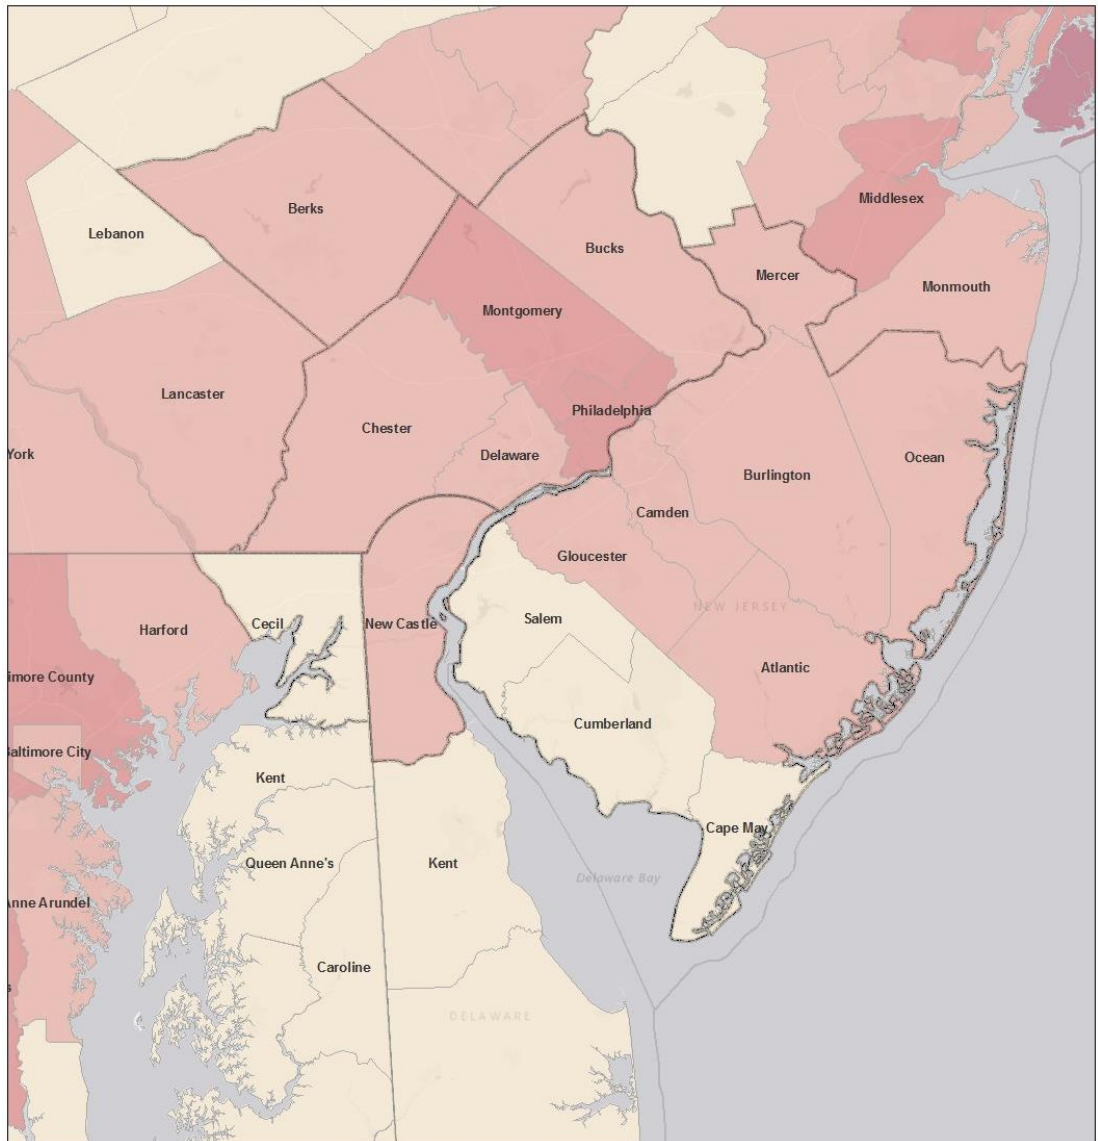 Lebanon
Berks
Bucks
Middlesex
Mercer
Monmouth
Montgomery
Lancaster
Philadelphia
Chester
Delaware
York
Ocean
Burlington
Camden
Gloucester
NEW JERSEY
Salem
Cecil
New Castle
Harford
Atlantic
imore County
Cumberland
Baltimore City
Kent
Cape May
Queen Anne's
Kent
Delaware Bay
Anne Arundel
Caroline
s
DELAWARE